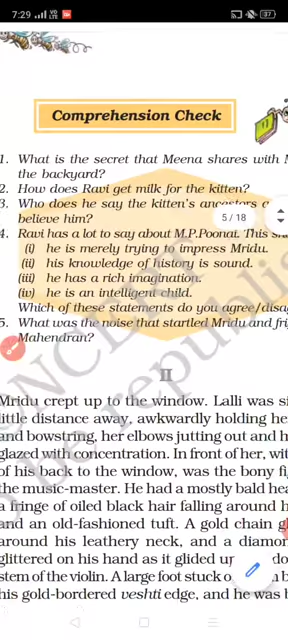 7:29
87
Comprehension Check
5 / 18
1. What is the secret that Meena shares with M
the backyard?
2. How does Ravi get milk for the kitten?
3. Who does he say the kitten's ancestors a
believe him?
4. Ravi has a lot to say about M.P.Poonai. This sh
(i) he is merely trying to impress Mridu.
(ii) his knowledge of history is sound.
(iii) he has a rich imagination.
(iv) he is an intelligent child.
Which of these statements do you agree/disag
5. What was the noise that startled Mridu and frig
Mahendran?
II
Mridu crept up to the window. Lalli was si
little distance away, awkwardly holding he
and bowstring, her elbows jutting out and h
glazed with concentration. In front of her, wit
of his back to the window, was the bony fig
the music-master. He had a mostly bald hea
a fringe of oiled black hair falling around h
and an old-fashioned tuft. A gold chain g
around his leathery neck, and a diamon
glittered on his hand as it glided up do
stem of the violin. A large foot stuck o b
his gold-bordered veshti edge, and he was b